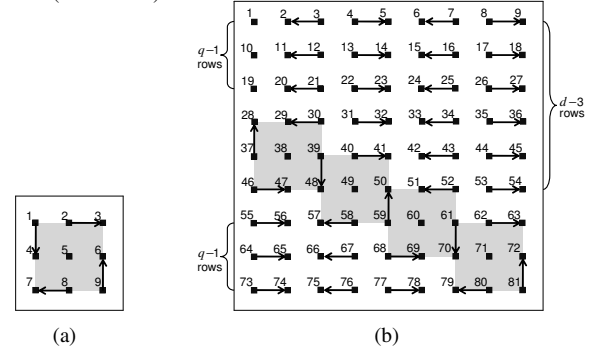 1 2 3 4 5 6 7 8 9
q−1
rows
10 11 12 13 14 15 16 17 18
19 20 21 22 23 24 25 26 27
d−3
rows
28 29 30 31 32 33 34 35 36
37 38 39 40 41 42 43 44 45
46 47 48 49 50 51 52 53 54
55 56 57 58 59 60 61 62 63
q−1
rows
64 65 66 67 68 69 70 71 72
73 74 75 76 77 78 79 80 81
1 2 3
4 5 6
7 8 9
(a)
(b)